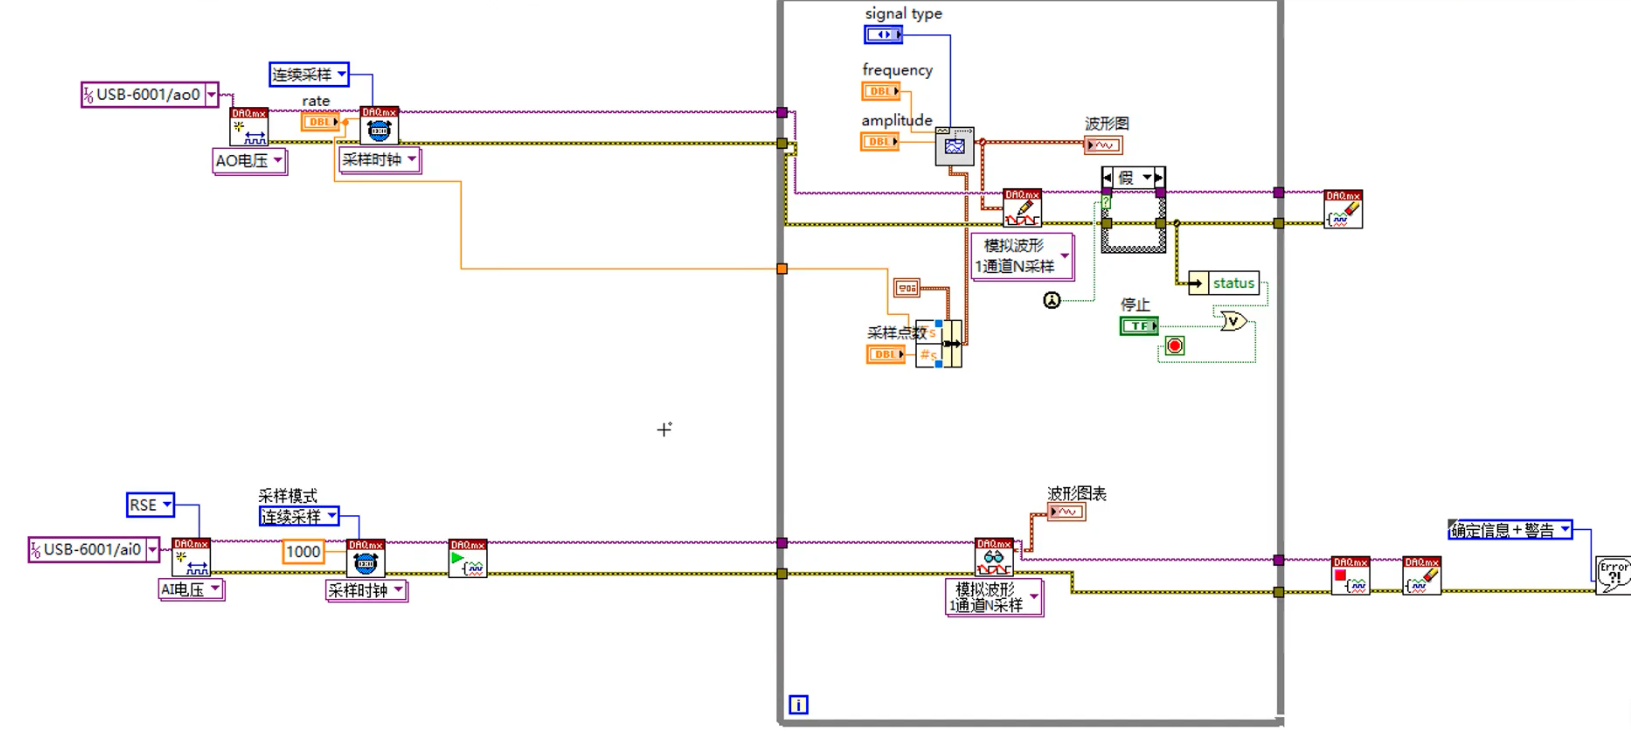 signal type
frequency
DBL
amplitude
DBL
波形图
连续采样
USB-6001/ao0
rate
DBL
DAQmx
DAQmx
AO电压
采样时钟
假
?
DAQmx
DAQmx
模拟波形
1通道N采样
status
停止
TF
V
采样点数
DBL
#s
RSE
采样模式
连续采样
USB-6001/ai0
1000
DAQmx
DAQmx
DAQmx
AI电压
采样时钟
波形图表
DAQmx
模拟波形
1通道N采样
确定信息+警告
DAQmx
DAQmx
Error
?!
i